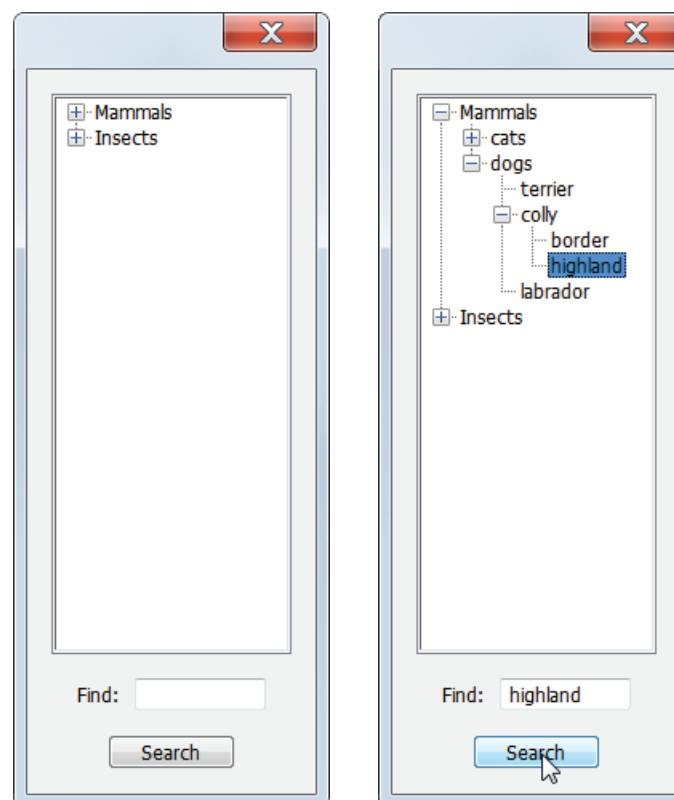 Mammals
Insects
Find:
Search
Mammals
cats
dogs
terrier
colly
border
highland
labrador
Insects
Find: highland
Search